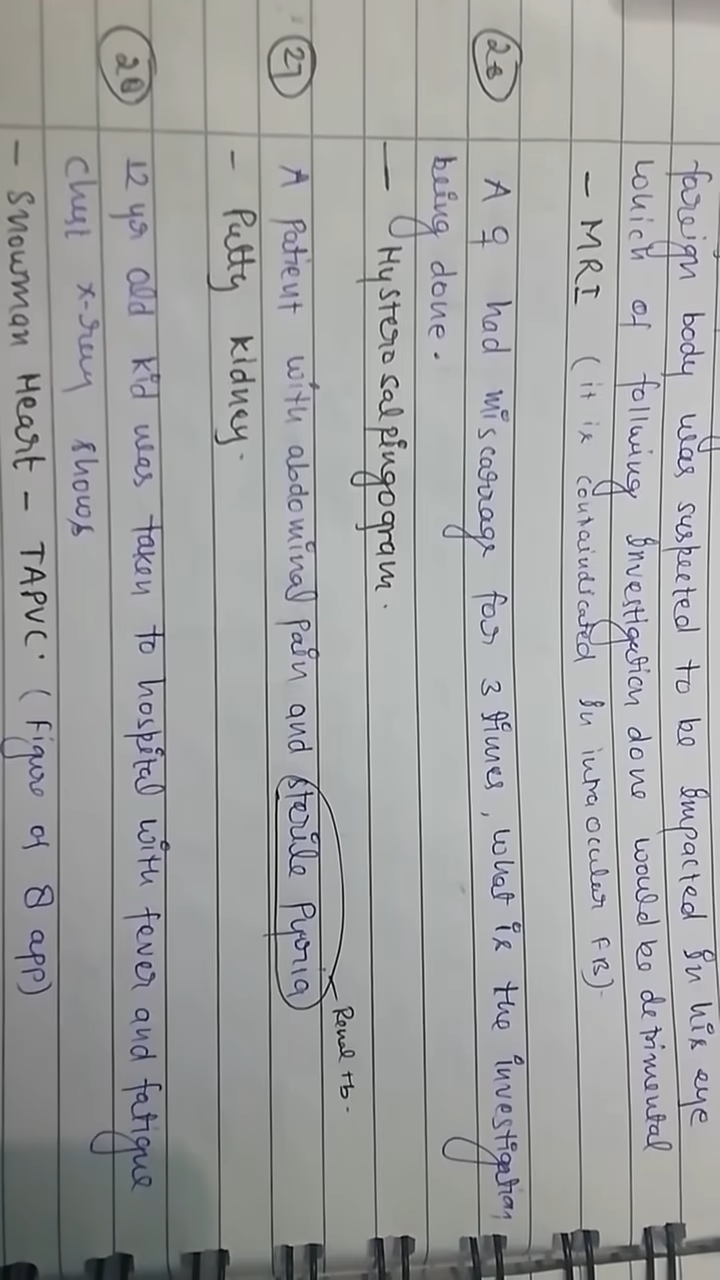 foreign body was suspected to be impacted in his eye
which of following investigation done would be detrimental
- MRI (it is contraindicated in intraocular FB).
26 A ♀ had miscarrage for 3 times, what is the investigation
being done.
- Hysterosalpingogram.
Renal tb.
27 A patient with abdominal pain and sterile pyuria
- Putty kidney.
28 12 yr old kid was taken to hospital with fever and fatigue
chest x-ray shows
- Snowman Heart - TAPVC. (figure of 8 app)